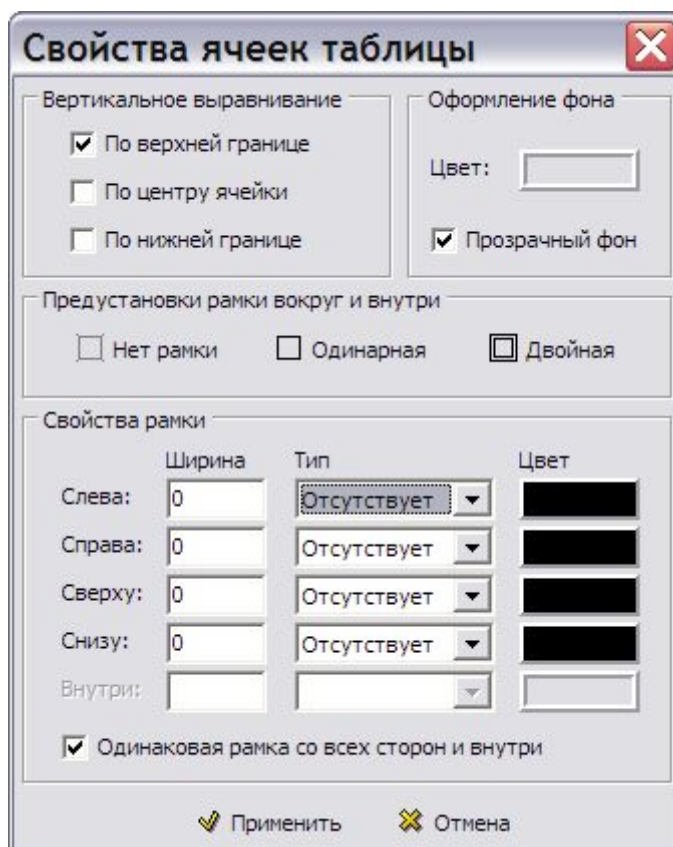 Свойства ячеек таблицы
Вертикальное выравнивание
По верхней границе
По центру ячейки
По нижней границе
Оформление фона
Цвет:
Прозрачный фон
Предустановки рамки вокруг и внутри
Нет рамки Одинарная Двойная
Свойства рамки
Ширина Тип Цвет
Слева: 0 Отсутствует
Справа: 0 Отсутствует
Сверху: 0 Отсутствует
Снизу: 0 Отсутствует
Внутри:
Одинаковая рамка со всех сторон и внутри
Применить Отмена